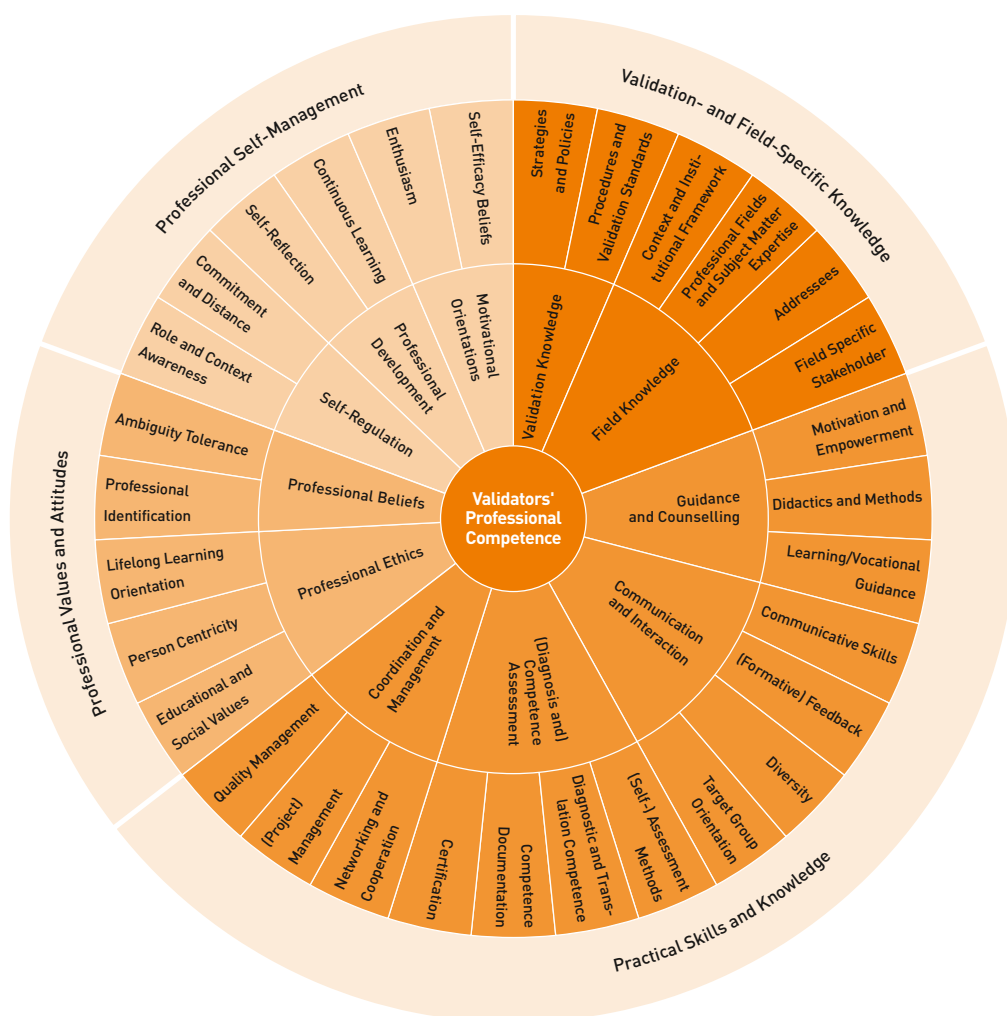 Validators'
Professional
Competence
Validation- and Field-Specific Knowledge
Validation Knowledge
Strategies
and Policies
Procedures and
Validation Standards
Field Knowledge
Context and Insti-
tutional Framework
Professional Fields
and Subject Matter
Expertise
Addressees
Field Specific
Stakeholder
Practical Skills and Knowledge
Guidance
and Counselling
Motivation and
Empowerment
Didactics and Methods
Learning/Vocational
Guidance
Communication
and Interaction
Communicative Skills
(Formative) Feedback
Diversity
Target Group
Orientation
(Diagnosis and)
Competence
Assessment
(Self-) Assessment
Methods
Diagnostic and Trans-
lation Competence
Competence
Documentation
Certification
Coordination and
Management
Networking and
Cooperation
(Project)
Management
Quality Management
Professional Values and Attitudes
Professional Ethics
Educational and
Social Values
Person Centricity
Lifelong Learning
Orientation
Professional Beliefs
Professional
Identification
Ambiguity Tolerance
Professional Self-Management
Self-Regulation
Role and Context
Awareness
Commitment
and Distance
Self-Reflection
Professional
Development
Continuous Learning
Motivational
Orientations
Enthusiasm
Self-Efficacy Beliefs